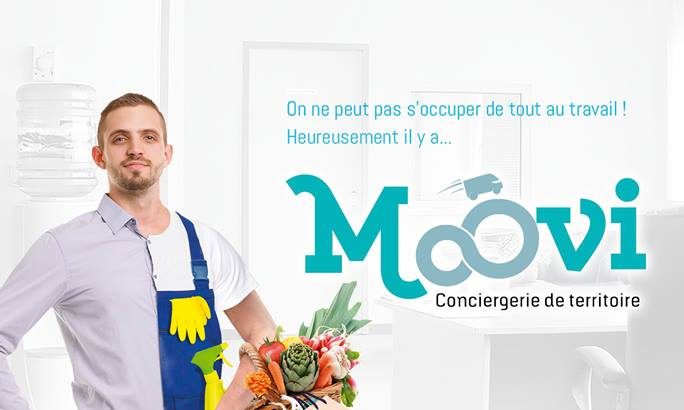 On ne peut pas s'occuper de tout au travail !
Heureusement il y a...
Moovi
Conciergerie de territoire